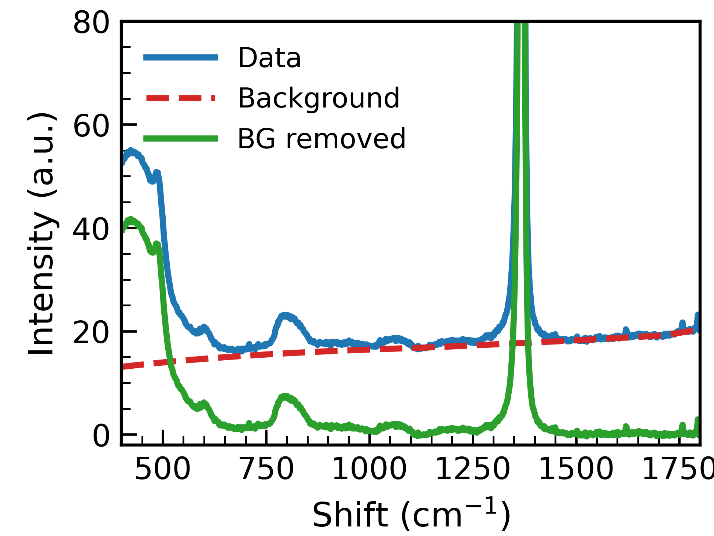 80
60
40
20
0
Intensity (a.u.)
Data
Background
BG removed
500 750 1000 1250 1500 1750
Shift (cm⁻¹)